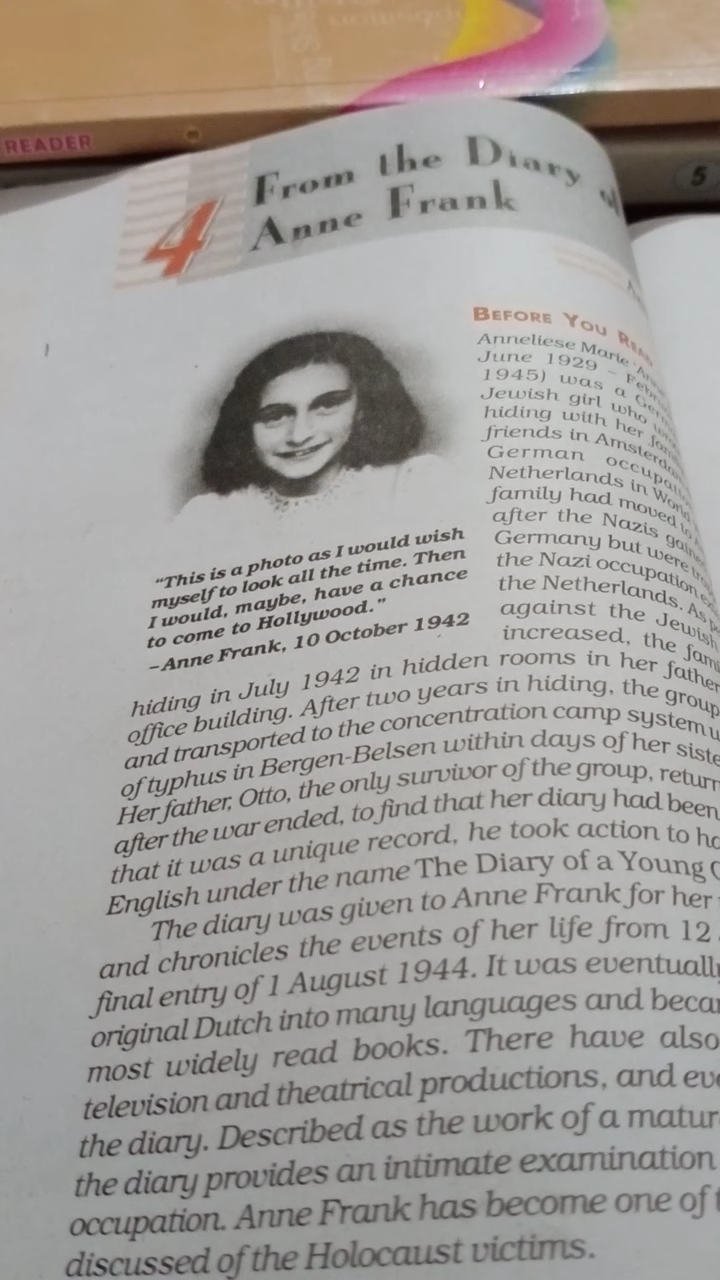 READER
5
4
From the Diary
Anne Frank
BEFORE YOU
Anneliese Marie
June 1929 –
1945) was a
Jewish girl who
hiding with her
friends in
German
Netherlands in
family had moved
after the Nazis
Germany but were
the Nazi occupation
the Netherlands. As
against the Jewish
increased, the
"This is a photo as I would wish
myself to look all the time. Then
I would, maybe, have a chance
to come to Hollywood."
–Anne Frank, 10 October 1942
hiding in July 1942 in hidden rooms in her father
office building. After two years in hiding, the group
and transported to the concentration camp system
of typhus in Bergen-Belsen within days of her
Her father, Otto, the only survivor of the group,
after the war ended, to find that her diary had been
that it was a unique record, he took action to
English under the name The Diary of a Young
The diary was given to Anne Frank for her
and chronicles the events of her life from 12
final entry of 1 August 1944. It was
original Dutch into many languages and
most widely read books. There have also
television and theatrical productions, and
the diary. Described as the work of a
the diary provides an intimate examination
occupation. Anne Frank has become one of
discussed of the Holocaust victims.